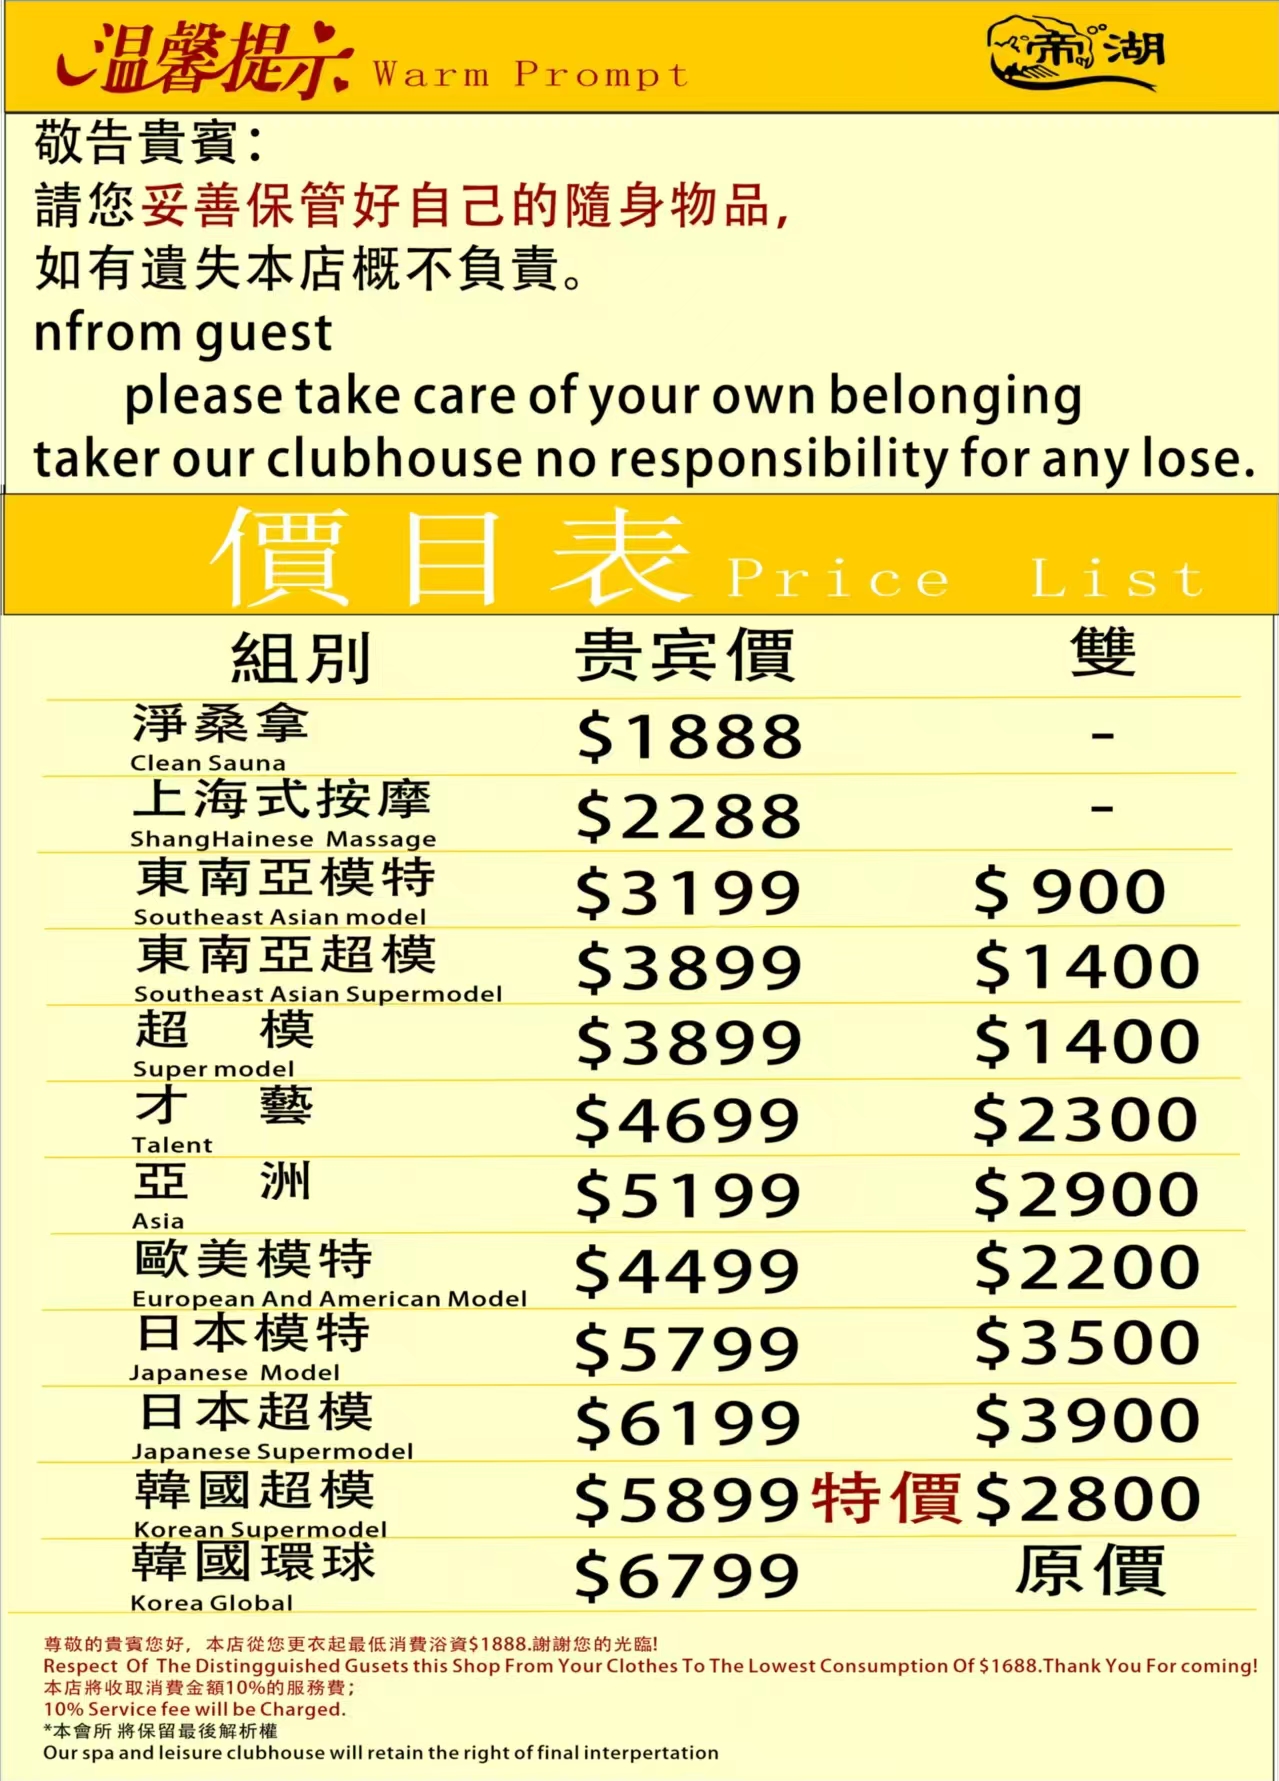 温馨提示 Warm Prompt 帝湖
敬告貴賓：
請您妥善保管好自己的隨身物品，
如有遺失本店概不負責。
nfrom guest
please take care of your own belonging
taker our clubhouse no responsibility for any lose.
價目表 Price List
組別 贵宾價 雙
淨桑拿 $1888 -
Clean Sauna
上海式按摩 $2288 -
ShangHainese Massage
東南亞模特 $3199 $900
Southeast Asian model
東南亞超模 $3899 $1400
Southeast Asian Supermodel
超 模 $3899 $1400
Super model
才 藝 $4699 $2300
Talent
亞 洲 $5199 $2900
Asia
歐美模特 $4499 $2200
European And American Model
日本模特 $5799 $3500
Japanese Model
日本超模 $6199 $3900
Japanese Supermodel
韓國超模 $5899 特價 $2800
Korean Supermodel
韓國環球 $6799 原價
Korea Global
尊敬的貴賓您好，本店從您更衣起最低消費浴資$1888.謝謝您的光臨!
Respect Of The Distingguished Gusets this Shop From Your Clothes To The Lowest Consumption Of $1688.Thank You For coming!
本店將收取消費金額10%的服務費；
10% Service fee will be Charged.
*本會所 將保留最後解析權
Our spa and leisure clubhouse will retain the right of final interpertation